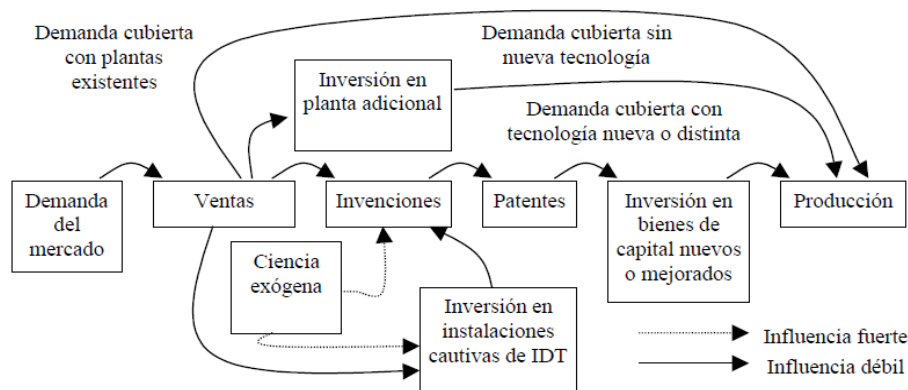 Demanda cubierta
con plantas
existentes
Demanda cubierta sin
nueva tecnología
Inversión en
planta adicional
Demanda cubierta con
tecnología nueva o distinta
Demanda
del
mercado
Ventas
Invenciones
Patentes
Inversión en
bienes de
capital nuevos
o mejorados
Producción
Ciencia
exógena
Inversión en
instalaciones
cautivas de IDT
Influencia fuerte
Influencia débil